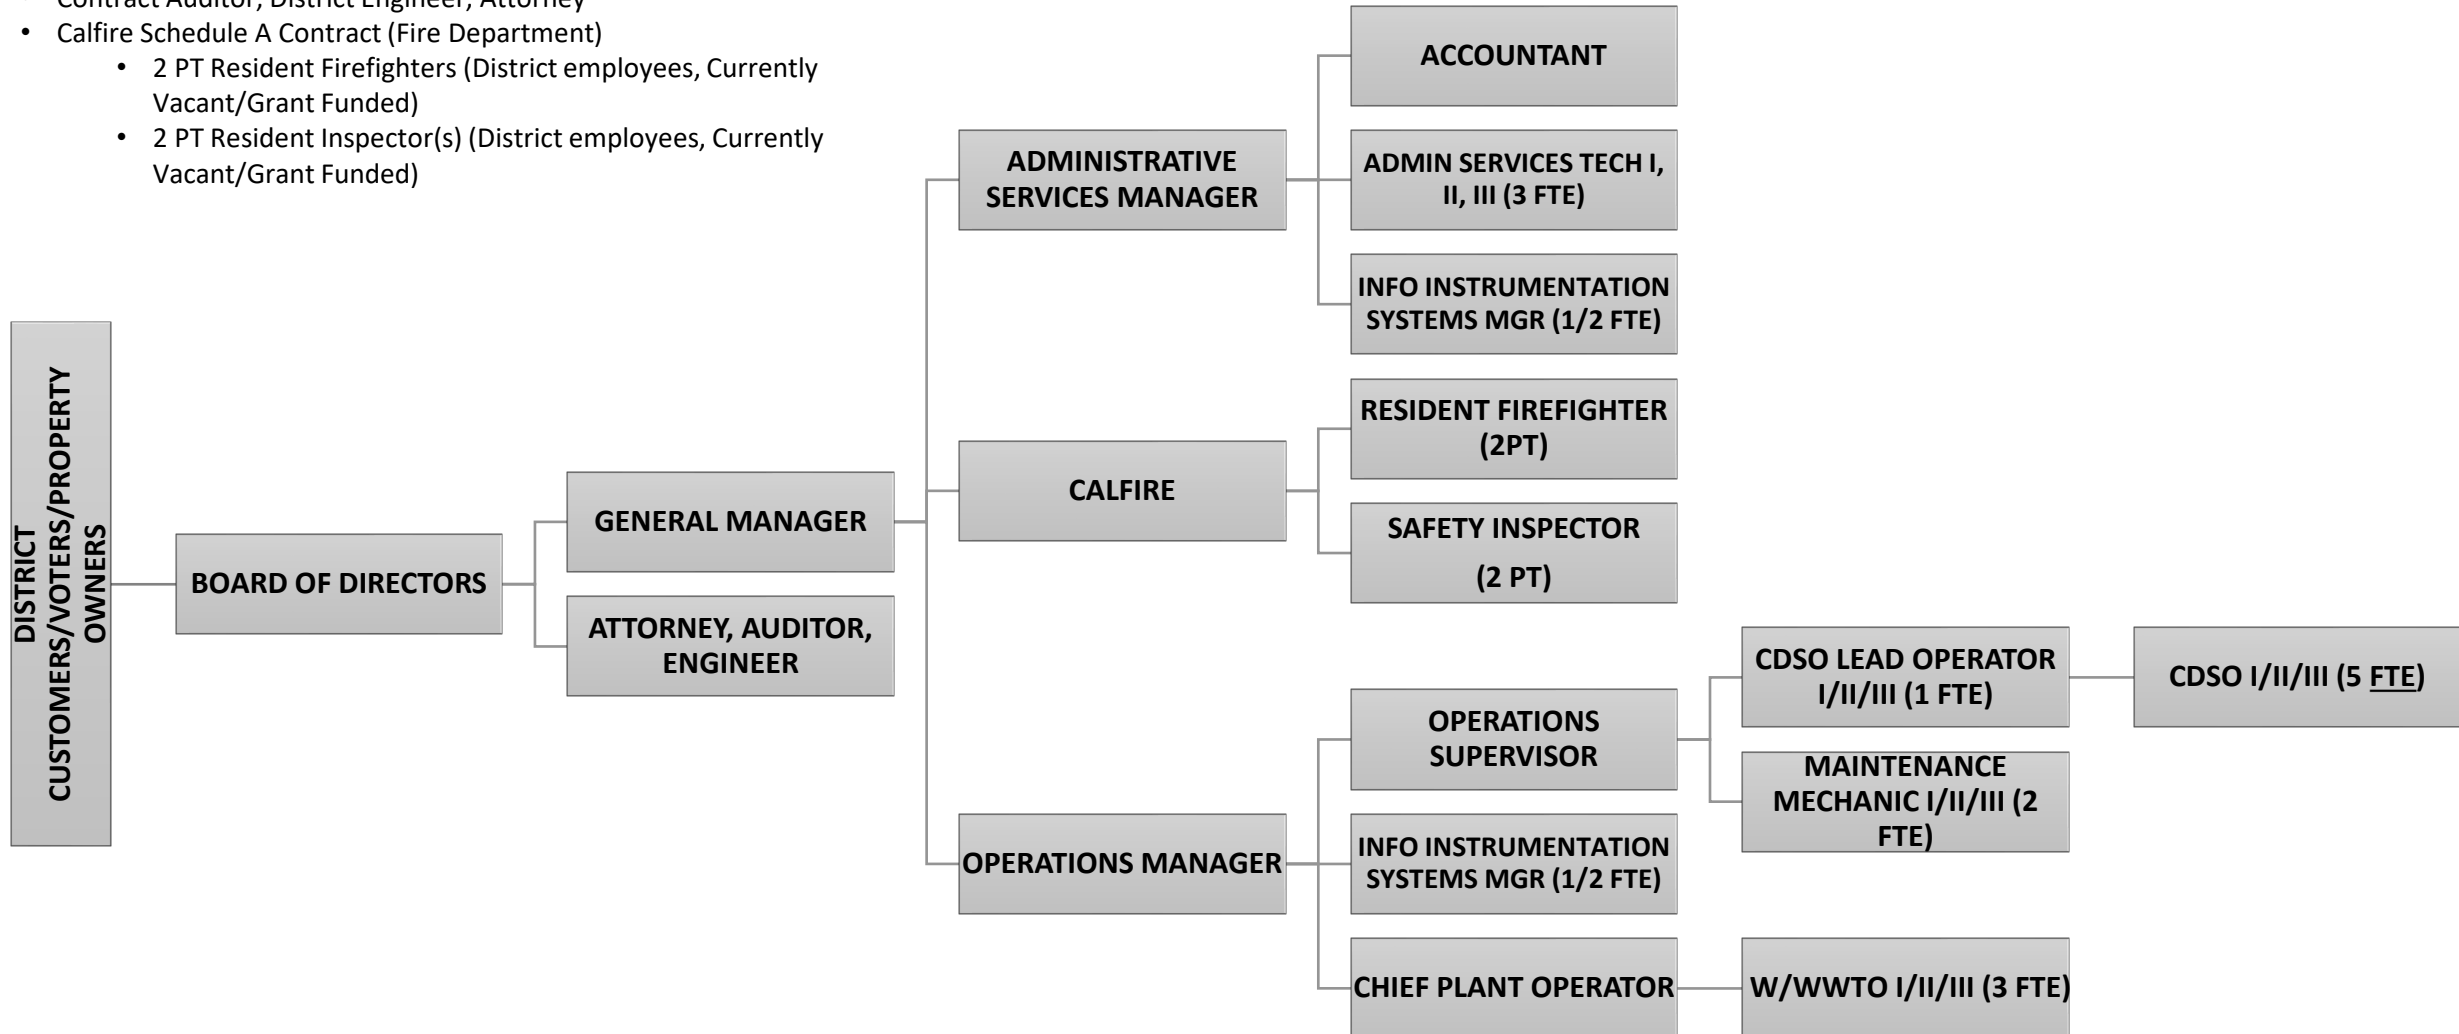 • Contract Auditor, District Engineer, Attorney
• Calfire Schedule A Contract (Fire Department)
• 2 PT Resident Firefighters (District employees, Currently
Vacant/Grant Funded)
• 2 PT Resident Inspector(s) (District employees, Currently
Vacant/Grant Funded)
DISTRICT
CUSTOMERS/VOTERS/PROPERTY
OWNERS
BOARD OF DIRECTORS
GENERAL MANAGER
ATTORNEY, AUDITOR,
ENGINEER
ADMINISTRATIVE
SERVICES MANAGER
ACCOUNTANT
ADMIN SERVICES TECH I,
II, III (3 FTE)
INFO INSTRUMENTATION
SYSTEMS MGR (1/2 FTE)
CALFIRE
RESIDENT FIREFIGHTER
(2PT)
SAFETY INSPECTOR
(2 PT)
OPERATIONS MANAGER
OPERATIONS
SUPERVISOR
CDSO LEAD OPERATOR
I/II/III (1 FTE)
CDSO I/II/III (5 FTE)
MAINTENANCE
MECHANIC I/II/III (2
FTE)
INFO INSTRUMENTATION
SYSTEMS MGR (1/2 FTE)
CHIEF PLANT OPERATOR
W/WWTO I/II/III (3 FTE)